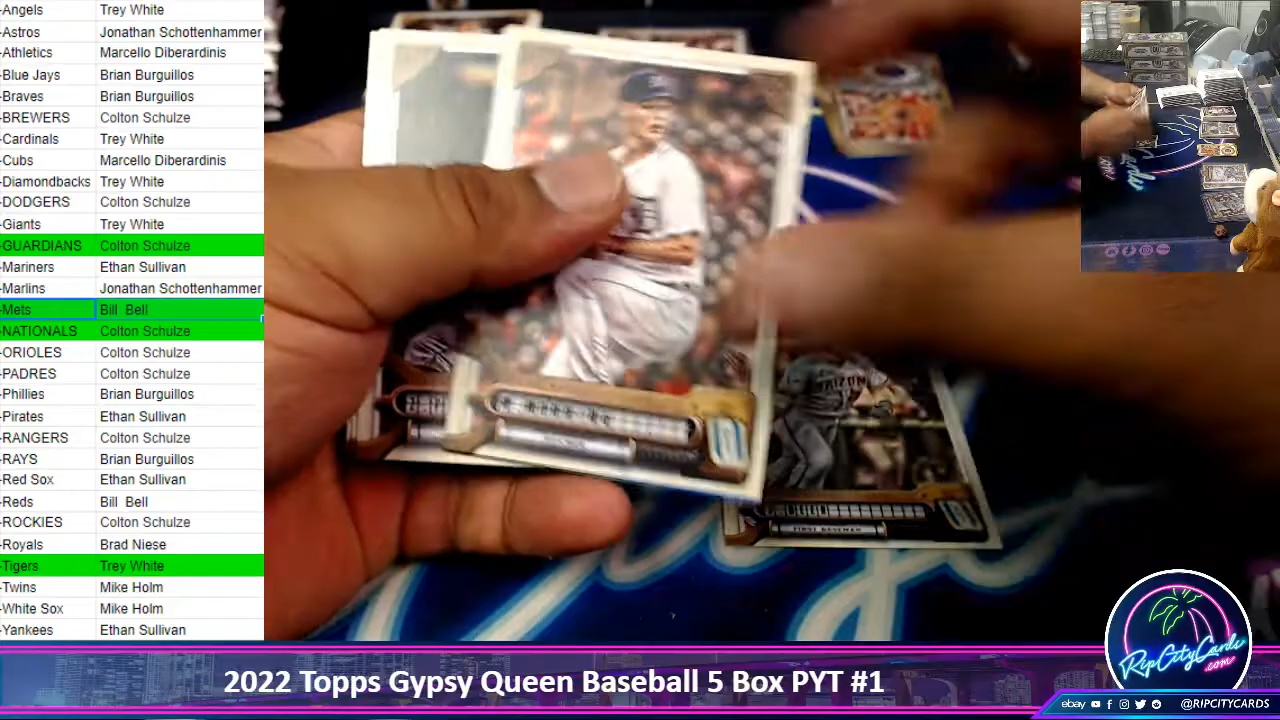 -Angels Trey White
-Astros Jonathan Schottenhammer
-Athletics Marcello Diberardinis
-Blue Jays Brian Burguillos
-Braves Brian Burguillos
-BREWERS Colton Schulze
-Cardinals Trey White
-Cubs Marcello Diberardinis
-Diamondbacks Trey White
-DODGERS Colton Schulze
-Giants Trey White
-GUARDIANS Colton Schulze
-Mariners Ethan Sullivan
-Marlins Jonathan Schottenhammer
-Mets Bill Bell
-NATIONALS Colton Schulze
-ORIOLES Colton Schulze
-PADRES Colton Schulze
-Phillies Brian Burguillos
-Pirates Ethan Sullivan
-RANGERS Colton Schulze
-RAYS Brian Burguillos
-Red Sox Ethan Sullivan
-Reds Bill Bell
-ROCKIES Colton Schulze
-Royals Brad Niese
-Tigers Trey White
-Twins Mike Holm
-White Sox Mike Holm
-Yankees Ethan Sullivan
FIRST BASEMAN
RipCityCards
.com
2022 Topps Gypsy Queen Baseball 5 Box PYT #1
ebay @RIPCITYCARDS